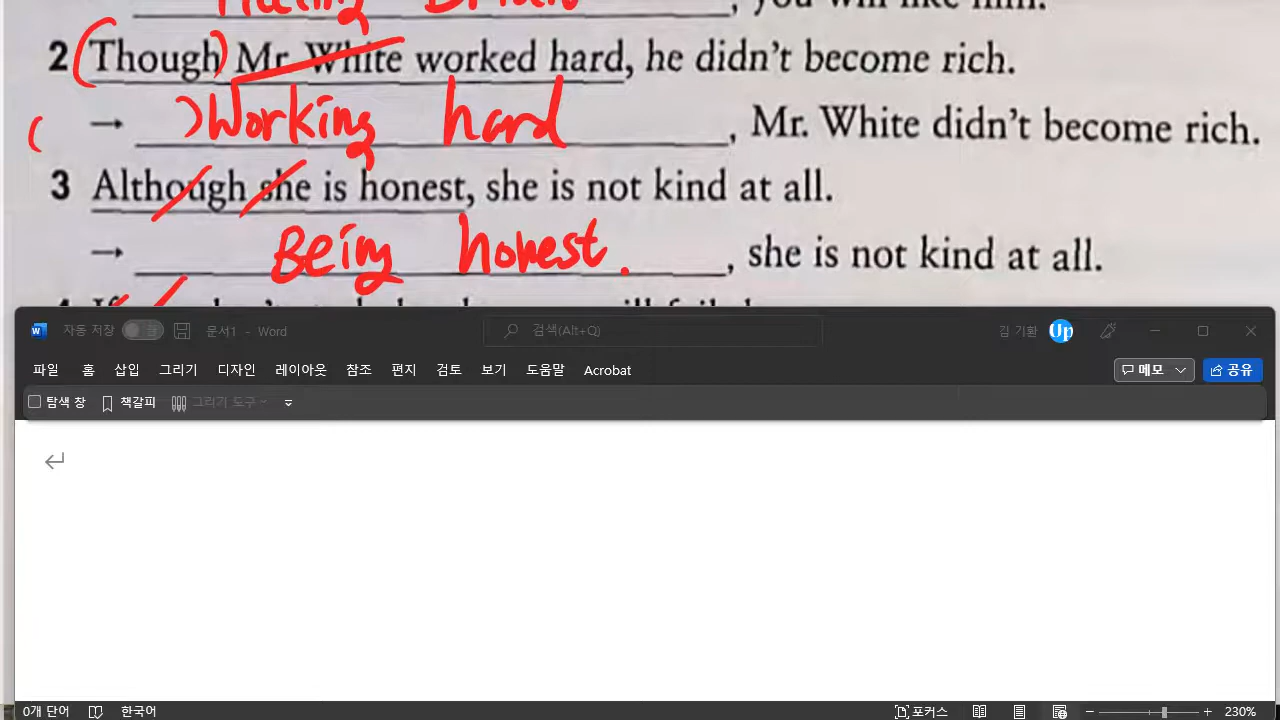 , you will like him.
2 (Though) Mr. White worked hard, he didn't become rich.
( → ) Working hard, Mr. White didn't become rich.
3 Although she is honest, she is not kind at all.
→ Being honest., she is not kind at all.
자동 저장 문서1 - Word 검색(Alt+Q) 김 기환 Up
파일 홈 삽입 그리기 디자인 레이아웃 참조 편지 검토 보기 도움말 Acrobat 메모 공유
탐색 창 책갈피 그리기 도구
0개 단어 한국어 포커스 230%